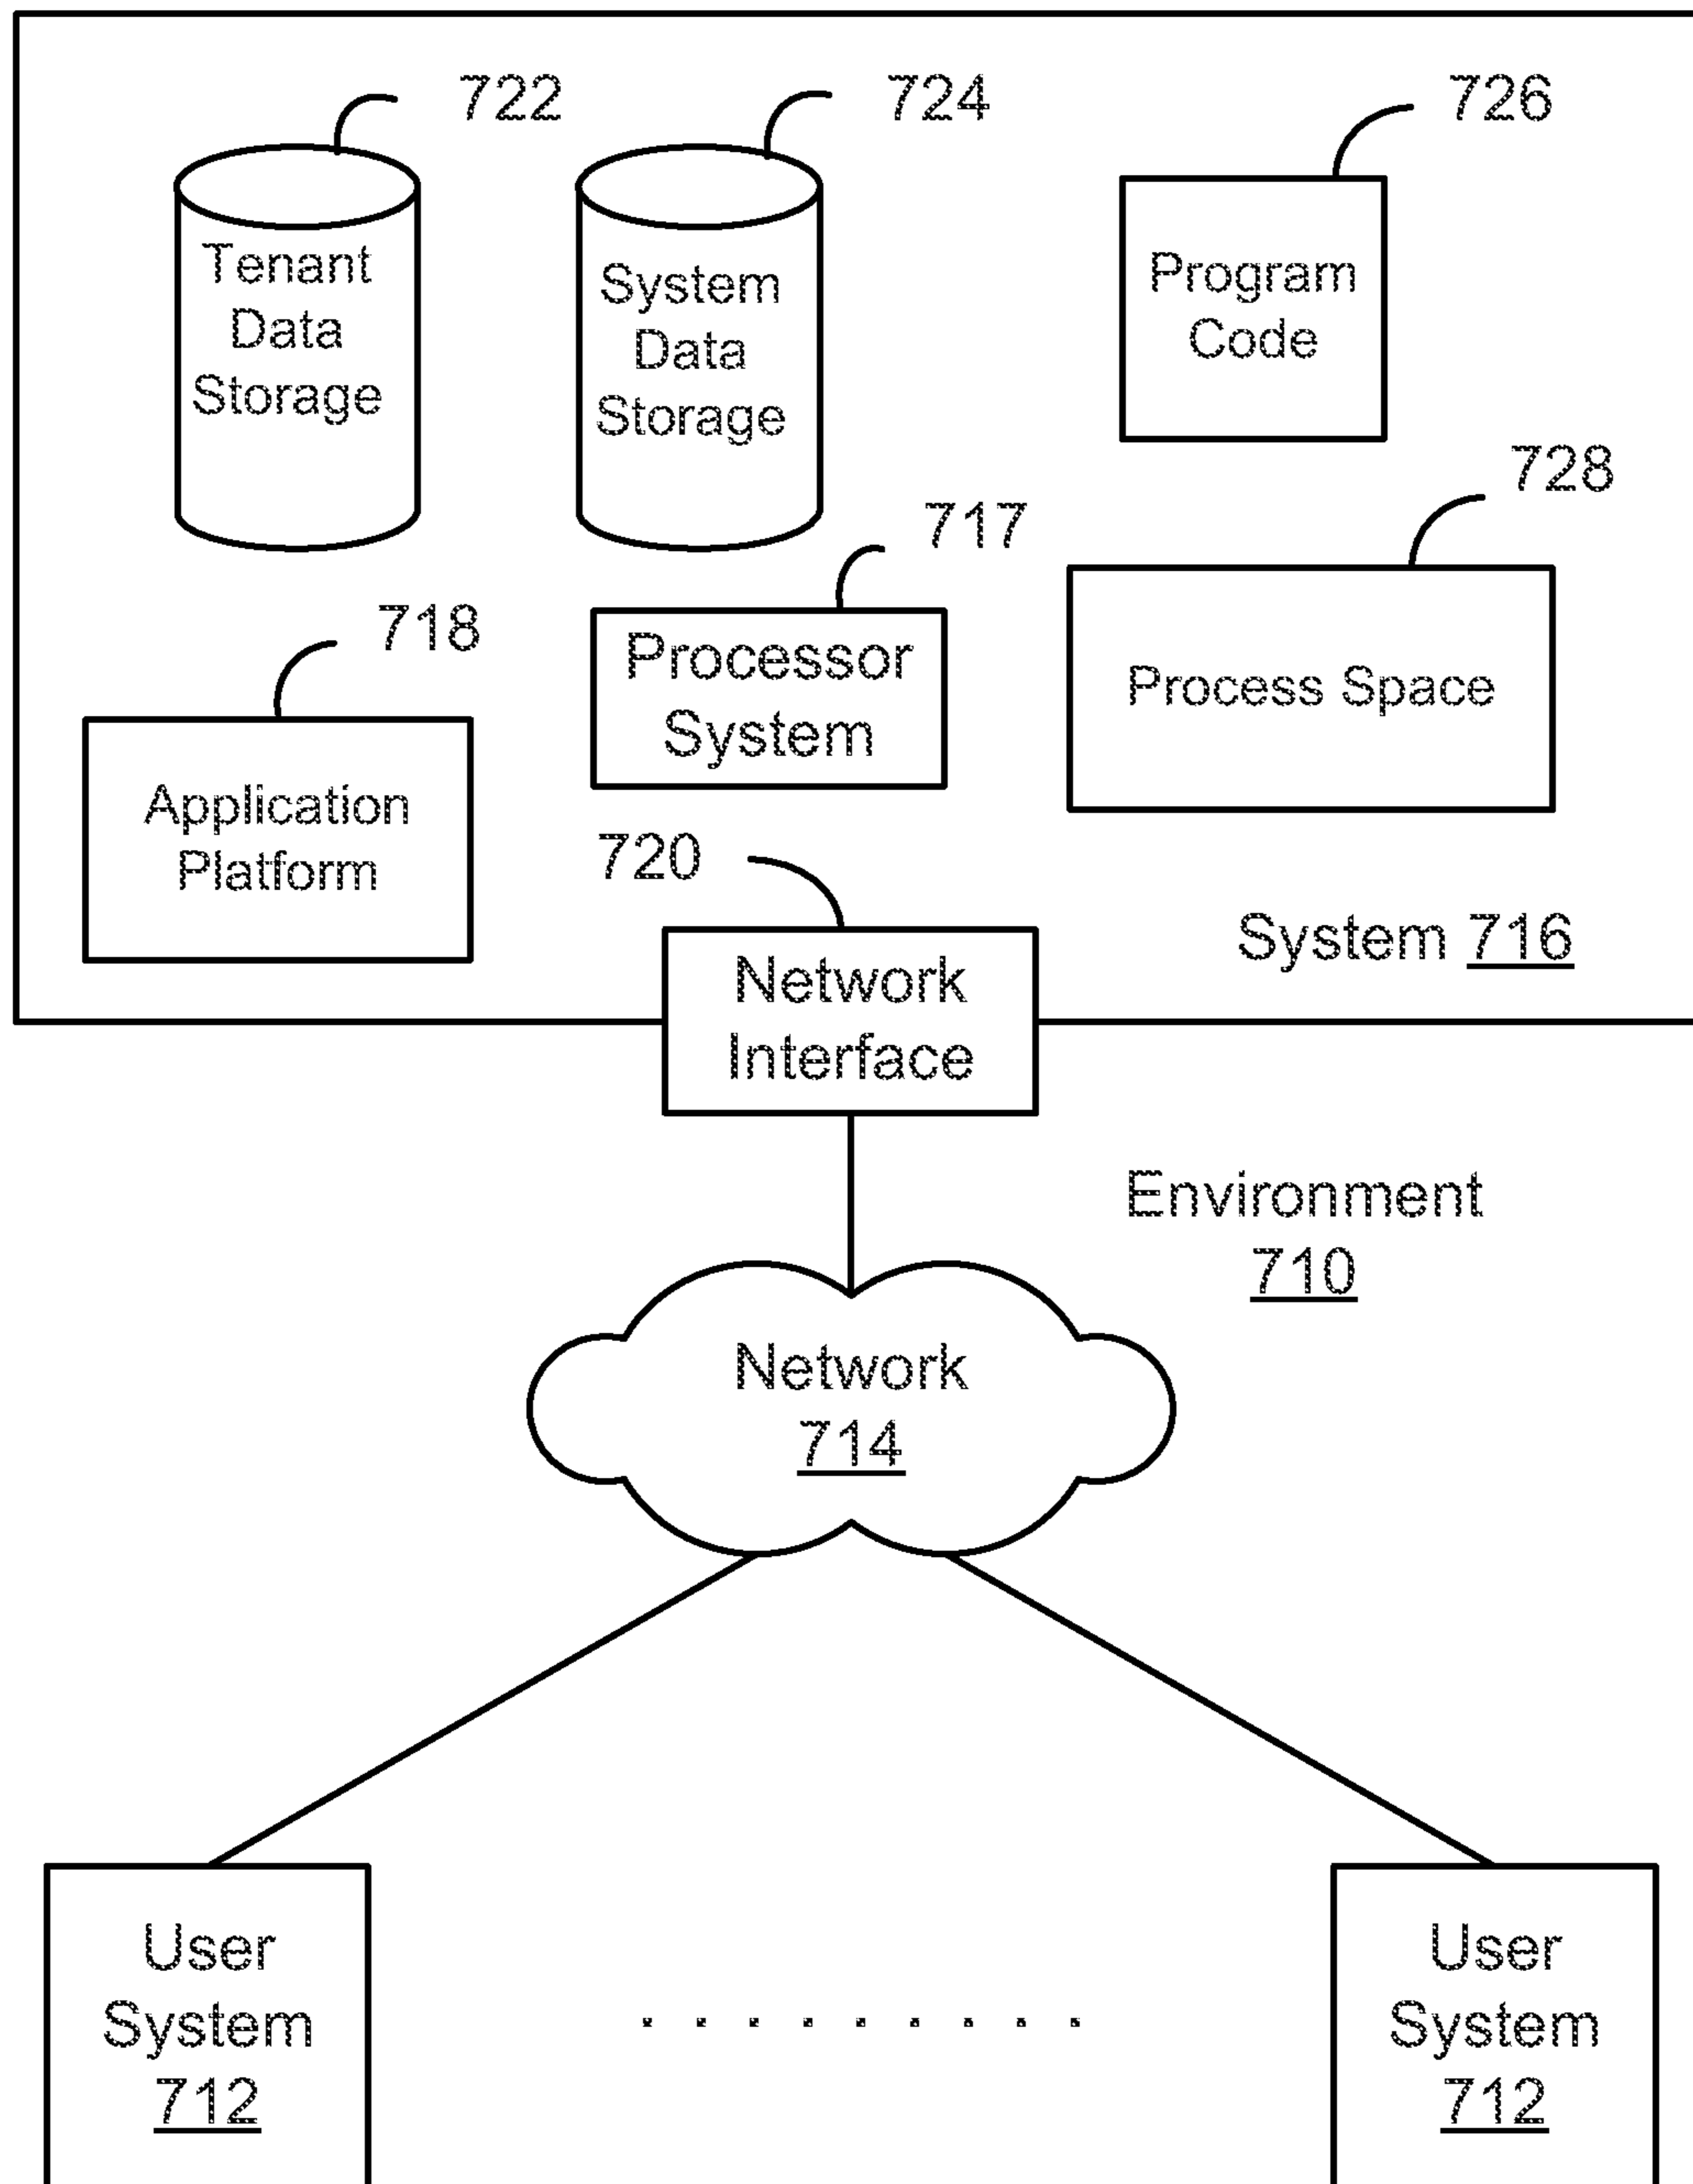 722
724
726
Tenant
Data
Storage
System
Data
Storage
Program
Code
728
717
718
Processor
System
Process Space
Application
Platform
720
System 716
Network
Interface
Environment
710
Network
714
User
System
712
User
System
712